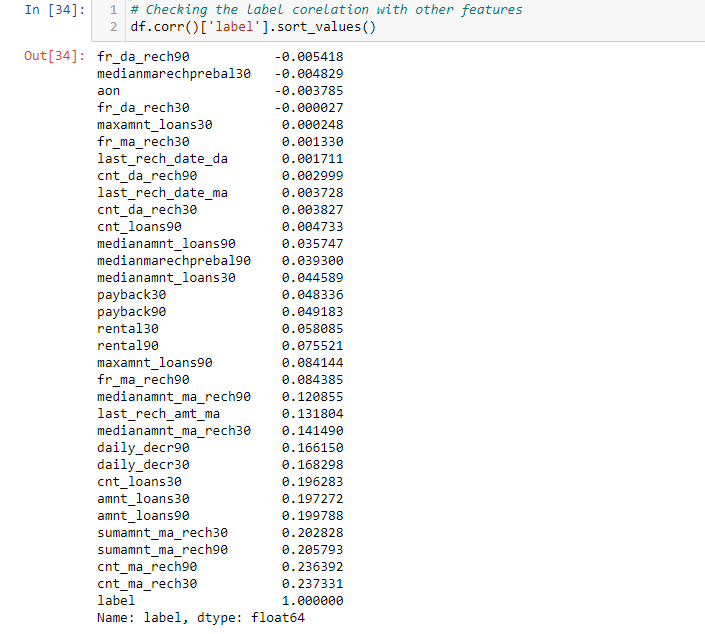 In [34]: 1 # Checking the label corelation with other features
2 df.corr()['label'].sort_values()
Out[34]: fr_da_rech90 -0.005418
medianmarechprebal30 -0.004829
aon -0.003785
fr_da_rech30 -0.000027
maxamnt_loans30 0.000248
fr_ma_rech30 0.001330
last_rech_date_da 0.001711
cnt_da_rech90 0.002999
last_rech_date_ma 0.003728
cnt_da_rech30 0.003827
cnt_loans90 0.004733
medianamnt_loans90 0.035747
medianmarechprebal90 0.039300
medianamnt_loans30 0.044589
payback30 0.048336
payback90 0.049183
rental30 0.058085
rental90 0.075521
maxamnt_loans90 0.084144
fr_ma_rech90 0.084385
medianamnt_ma_rech90 0.120855
last_rech_amt_ma 0.131804
medianamnt_ma_rech30 0.141490
daily_decr90 0.166150
daily_decr30 0.168298
cnt_loans30 0.196283
amnt_loans30 0.197272
amnt_loans90 0.199788
sumamnt_ma_rech30 0.202828
sumamnt_ma_rech90 0.205793
cnt_ma_rech90 0.236392
cnt_ma_rech30 0.237331
label 1.000000
Name: label, dtype: float64